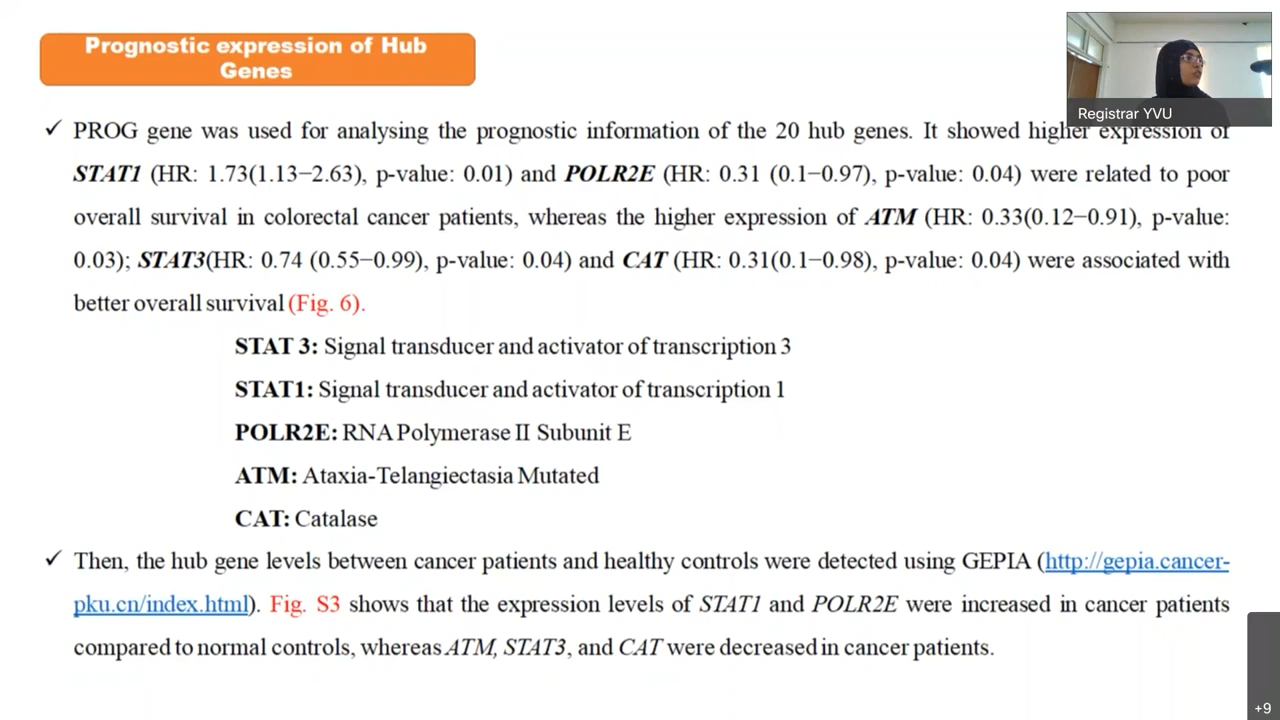 Prognostic expression of Hub
Genes
Registrar YVU
✓ PROG gene was used for analysing the prognostic information of the 20 hub genes. It showed higher expression of
STAT1 (HR: 1.73(1.13−2.63), p-value: 0.01) and POLR2E (HR: 0.31 (0.1−0.97), p-value: 0.04) were related to poor
overall survival in colorectal cancer patients, whereas the higher expression of ATM (HR: 0.33(0.12−0.91), p-value:
0.03); STAT3(HR: 0.74 (0.55−0.99), p-value: 0.04) and CAT (HR: 0.31(0.1−0.98), p-value: 0.04) were associated with
better overall survival (Fig. 6).
STAT 3: Signal transducer and activator of transcription 3
STAT1: Signal transducer and activator of transcription 1
POLR2E: RNA Polymerase II Subunit E
ATM: Ataxia-Telangiectasia Mutated
CAT: Catalase
✓ Then, the hub gene levels between cancer patients and healthy controls were detected using GEPIA (http://gepia.cancer-
pku.cn/index.html). Fig. S3 shows that the expression levels of STAT1 and POLR2E were increased in cancer patients
compared to normal controls, whereas ATM, STAT3, and CAT were decreased in cancer patients.
+9